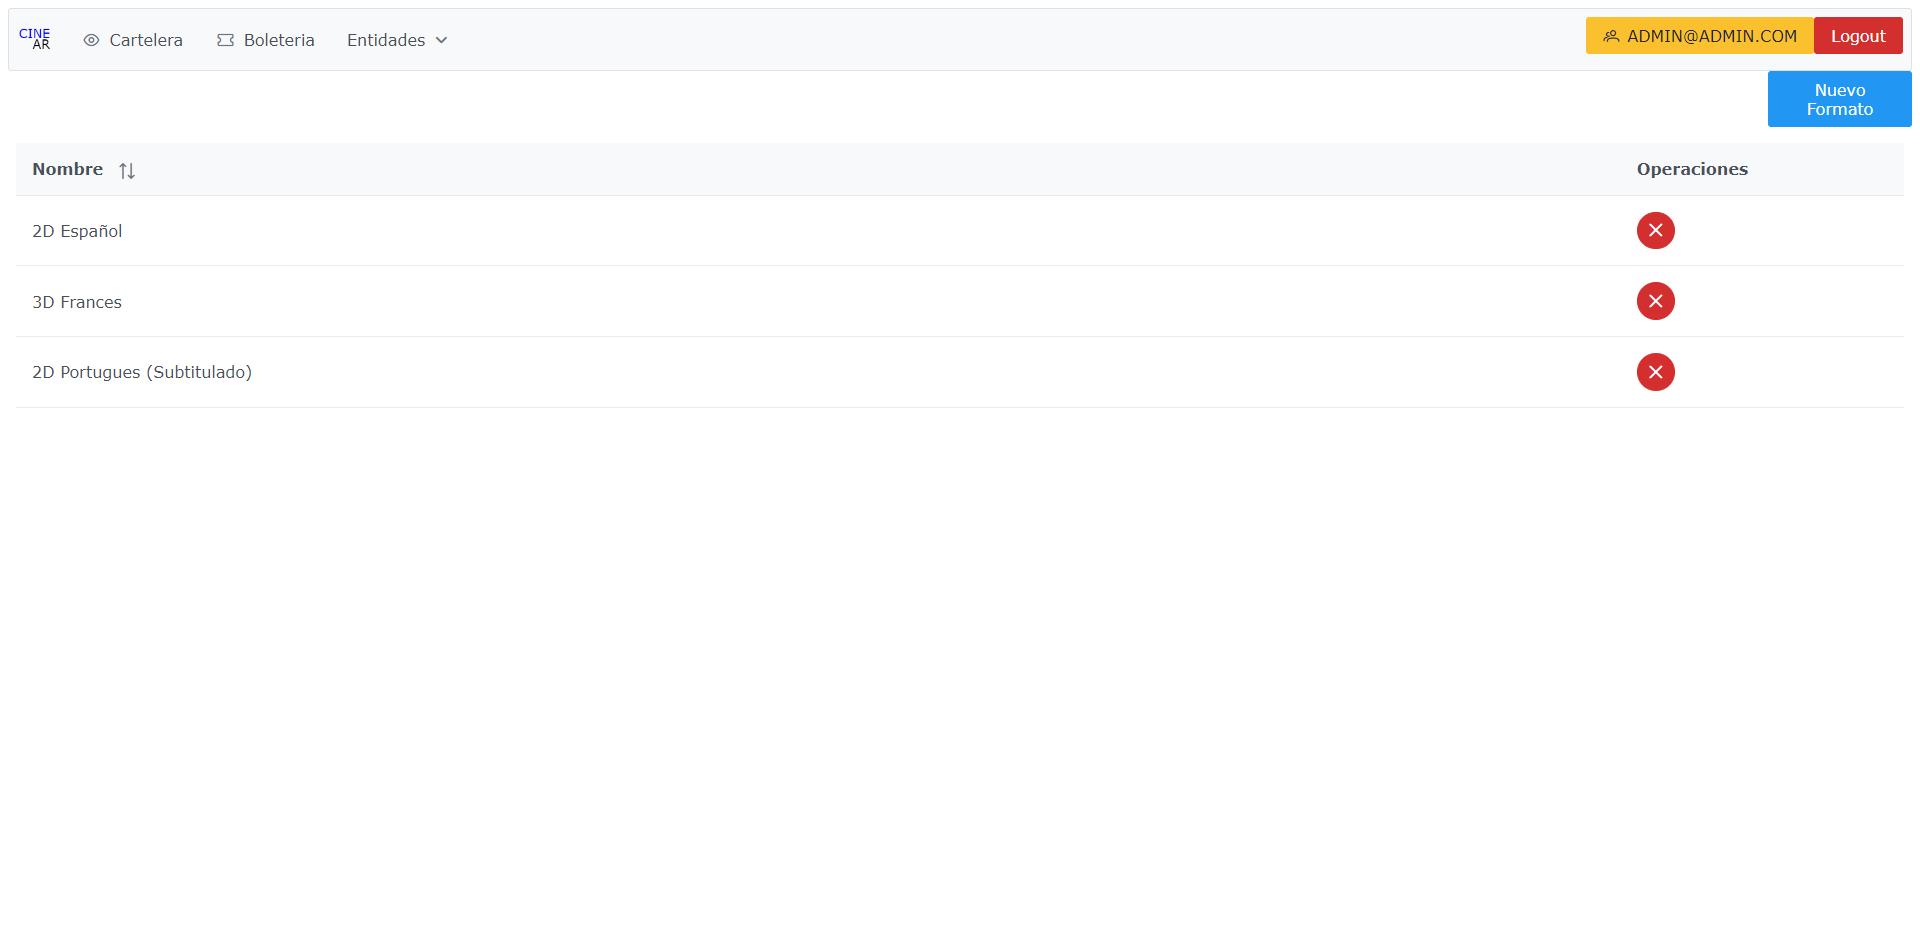 CINE
AR
Cartelera
Boleteria
Entidades
ADMIN@ADMIN.COM
Logout
Nuevo
Formato
Nombre
Operaciones
2D Español
3D Frances
2D Portugues (Subtitulado)